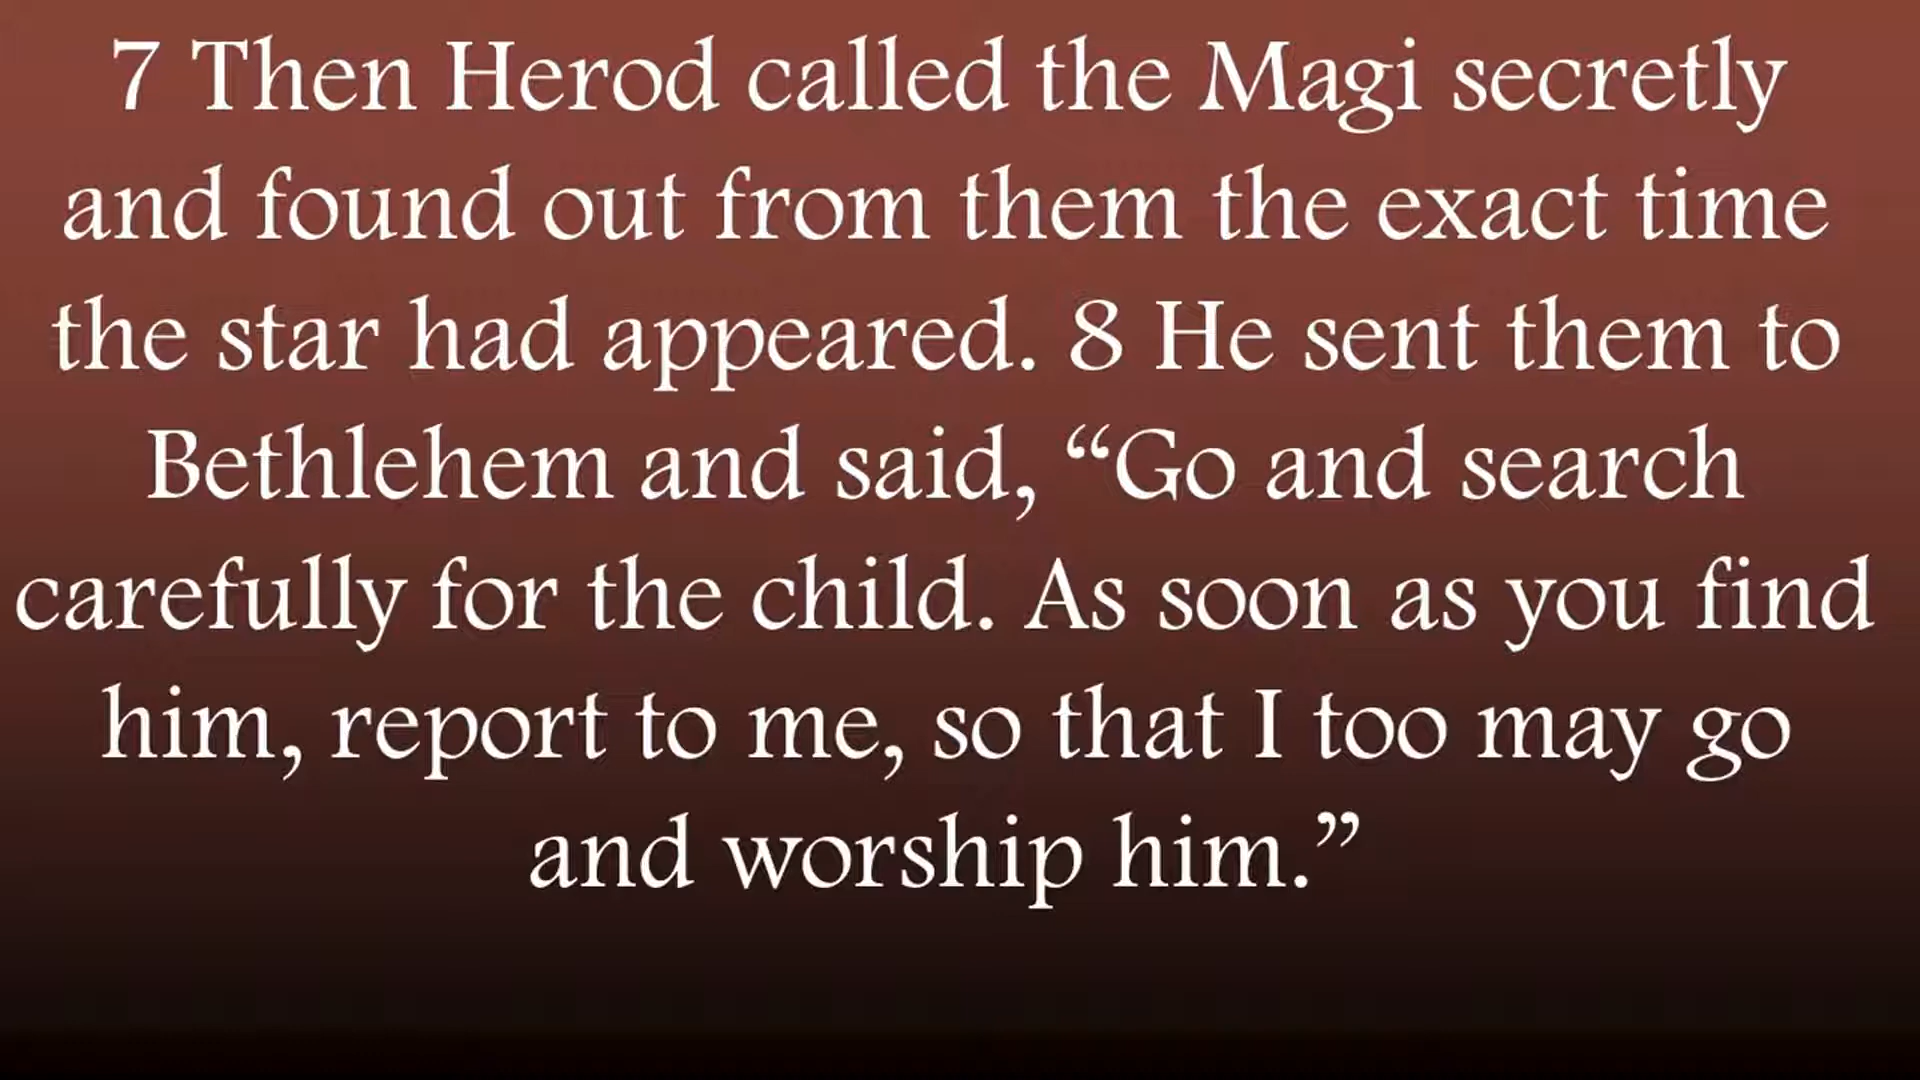 7 Then Herod called the Magi secretly
and found out from them the exact time
the star had appeared. 8 He sent them to
Bethlehem and said, “Go and search
carefully for the child. As soon as you find
him, report to me, so that I too may go
and worship him.”